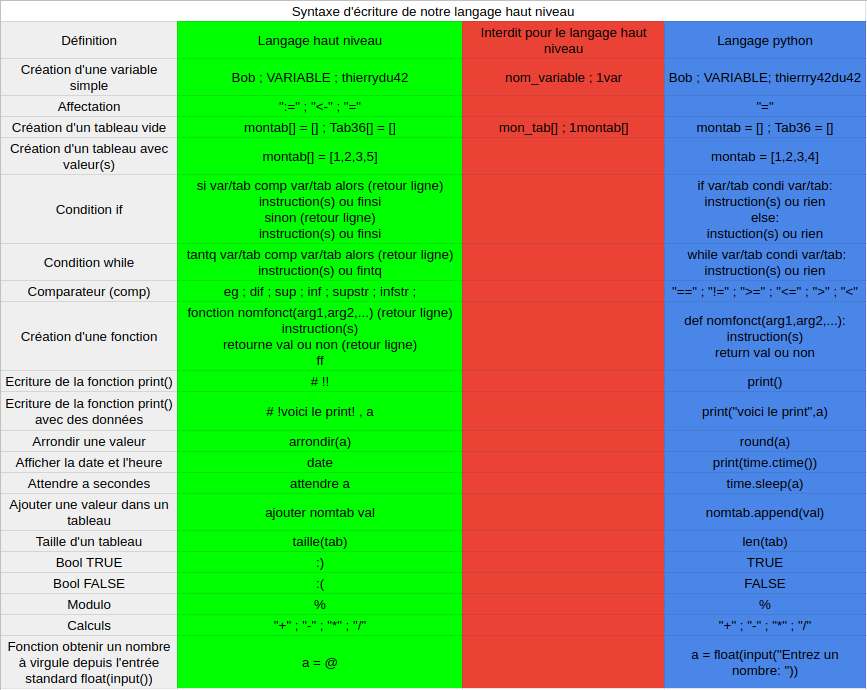 Syntaxe d'écriture de notre langage haut niveau
Définition
Langage haut niveau
Interdit pour le langage haut
niveau
Langage python
Création d'une variable
simple
Bob ; VARIABLE ; thierrydu42
nom_variable ; 1var
Bob ; VARIABLE; thierrry42du42
Affectation
":=" ; "<-" ; "="
"="
Création d'un tableau vide
montab[] = [] ; Tab36[] = []
mon_tab[] ; 1montab[]
montab = [] ; Tab36 = []
Création d'un tableau avec
valeur(s)
montab[] = [1,2,3,5]
montab = [1,2,3,4]
Condition if
si var/tab comp var/tab alors (retour ligne)
instruction(s) ou finsi
sinon (retour ligne)
instruction(s) ou finsi
if var/tab condi var/tab:
instruction(s) ou rien
else:
instuction(s) ou rien
Condition while
tantq var/tab comp var/tab alors (retour ligne)
instruction(s) ou fintq
while var/tab condi var/tab:
instruction(s) ou rien
Comparateur (comp)
eg ; dif ; sup ; inf ; supstr ; infstr ;
"==" ; "!=" ; ">=" ; "<=" ; ">" ; "<"
Création d'une fonction
fonction nomfonct(arg1,arg2,...) (retour ligne)
instruction(s)
retourne val ou non (retour ligne)
ff
def nomfonct(arg1,arg2,...):
instruction(s)
return val ou non
Ecriture de la fonction print()
# !!
print()
Ecriture de la fonction print()
avec des données
# !voici le print! , a
print("voici le print",a)
Arrondir une valeur
arrondir(a)
round(a)
Afficher la date et l'heure
date
print(time.ctime())
Attendre a secondes
attendre a
time.sleep(a)
Ajouter une valeur dans un
tableau
ajouter nomtab val
nomtab.append(val)
Taille d'un tableau
taille(tab)
len(tab)
Bool TRUE
:)
TRUE
Bool FALSE
:(
FALSE
Modulo
%
%
Calculs
"+" ; "-" ; "*" ; "/"
"+" ; "-" ; "*" ; "/"
Fonction obtenir un nombre
à virgule depuis l'entrée
standard float(input())
a = @
a = float(input("Entrez un
nombre: "))